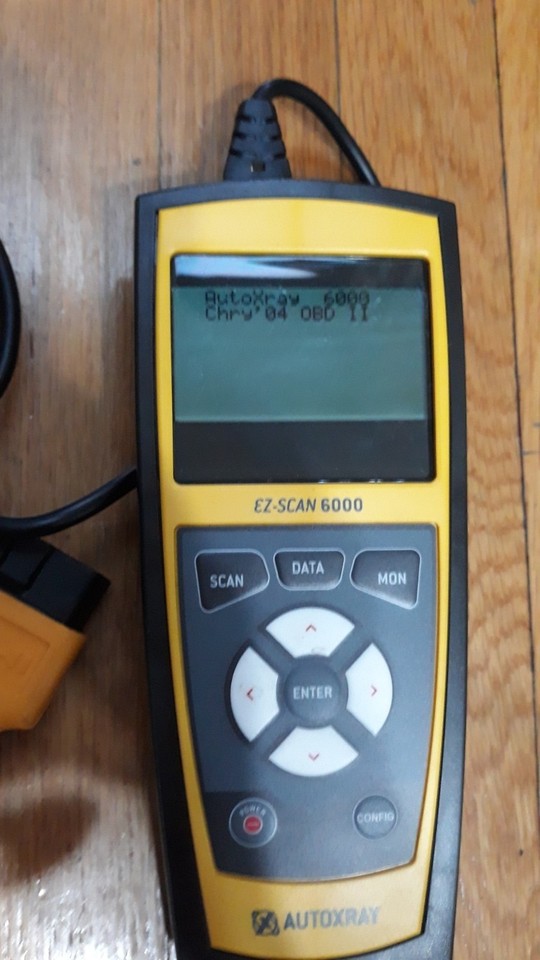 AutoXray 6000
Chry'04 OBD II
EZ-SCAN 6000
SCAN
DATA
MON
ENTER
POWER
CONFIG
AUTOXRAY